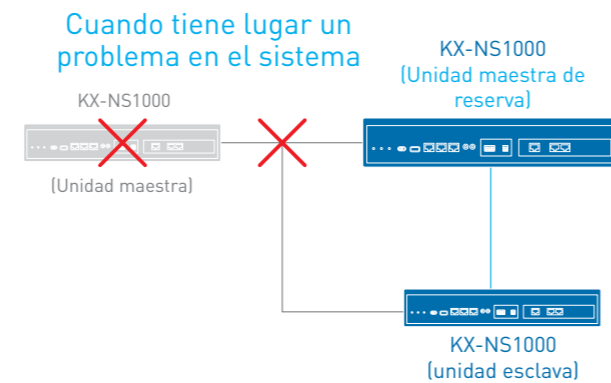 Cuando tiene lugar un
problema en el sistema
KX-NS1000
(Unidad maestra de
reserva)
KX-NS1000
(Unidad maestra)
KX-NS1000
(unidad esclava)